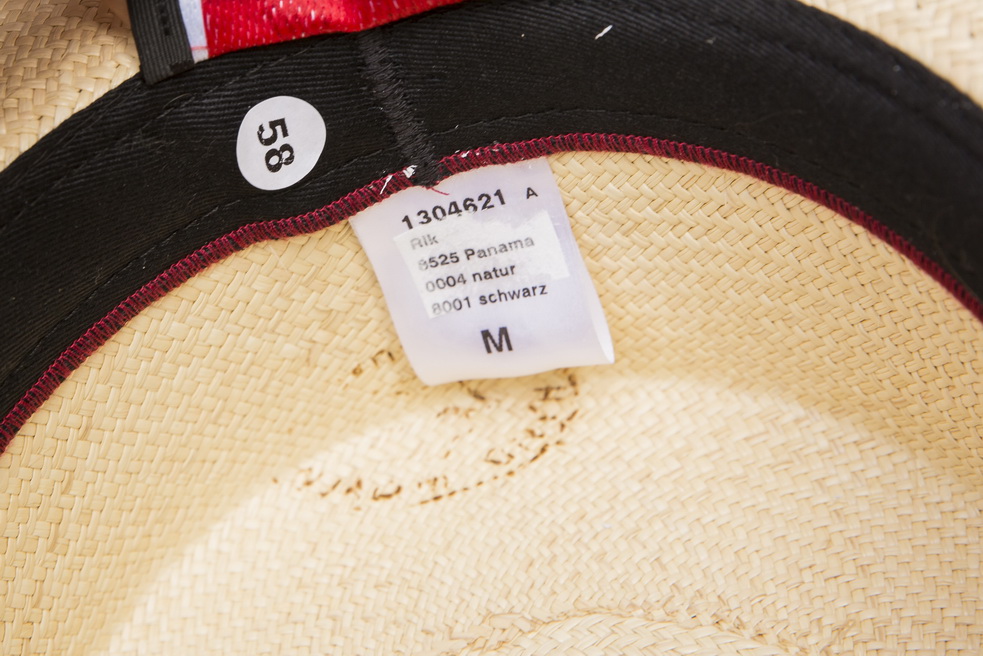 58
1304621 A
Rik
8525 Panama
0004 natur
8001 schwarz
M